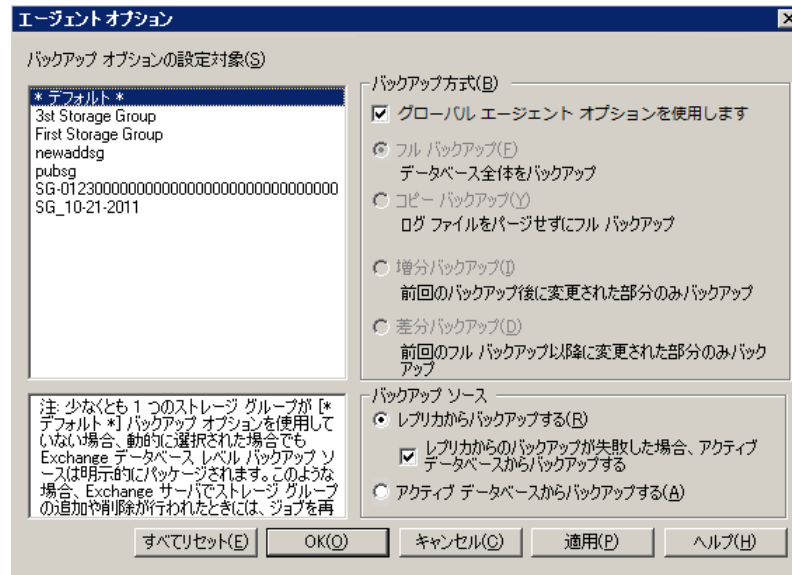 エージェント オプション
バックアップ オプションの設定対象(S)
* デフォルト *
3st Storage Group
First Storage Group
newaddsg
pubsg
SG-0123000000000000000000000000000000
SG_10-21-2011
注: 少なくとも 1 つのストレージ グループが [*
デフォルト *] バックアップ オプションを使用して
いない場合、動的に選択された場合でも
Exchange データベース レベル バックアップ ソ
ースは明示的にパッケージされます。このような
場合、Exchange サーバでストレージ グループ
の追加や削除が行われたときには、ジョブを再
バックアップ方式(B)
グローバル エージェント オプションを使用します
フル バックアップ(F)
データベース全体をバックアップ
コピー バックアップ(Y)
ログ ファイルをパージせずにフル バックアップ
増分バックアップ(I)
前回のバックアップ後に変更された部分のみバックアップ
差分バックアップ(D)
前回のフル バックアップ以降に変更された部分のみバック
アップ
バックアップ ソース
レプリカからバックアップする(R)
レプリカからのバックアップが失敗した場合、アクティブ
データベースからバックアップする
アクティブ データベースからバックアップする(A)
すべてリセット(E)
OK(O)
キャンセル(C)
適用(P)
ヘルプ(H)